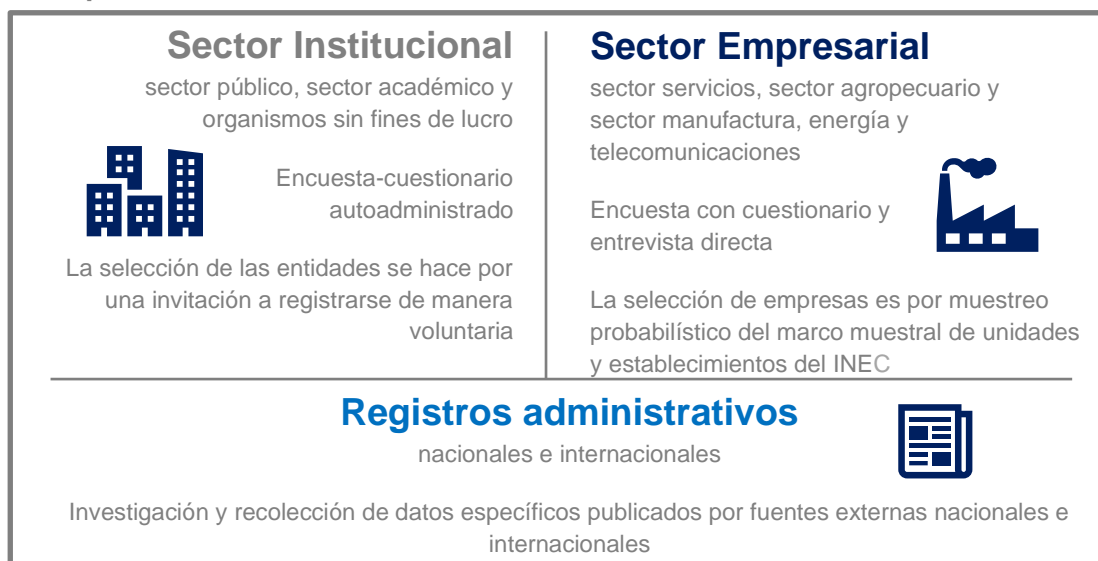 Sector Institucional
sector público, sector académico y
organismos sin fines de lucro
Encuesta-cuestionario
autoadministrado
La selección de las entidades se hace por
una invitación a registrarse de manera
voluntaria
Sector Empresarial
sector servicios, sector agropecuario y
sector manufactura, energía y
telecomunicaciones
Encuesta con cuestionario y
entrevista directa
La selección de empresas es por muestreo
probabilístico del marco muestral de unidades
y establecimientos del INEC
Registros administrativos
nacionales e internacionales
Investigación y recolección de datos específicos publicados por fuentes externas nacionales e
internacionales